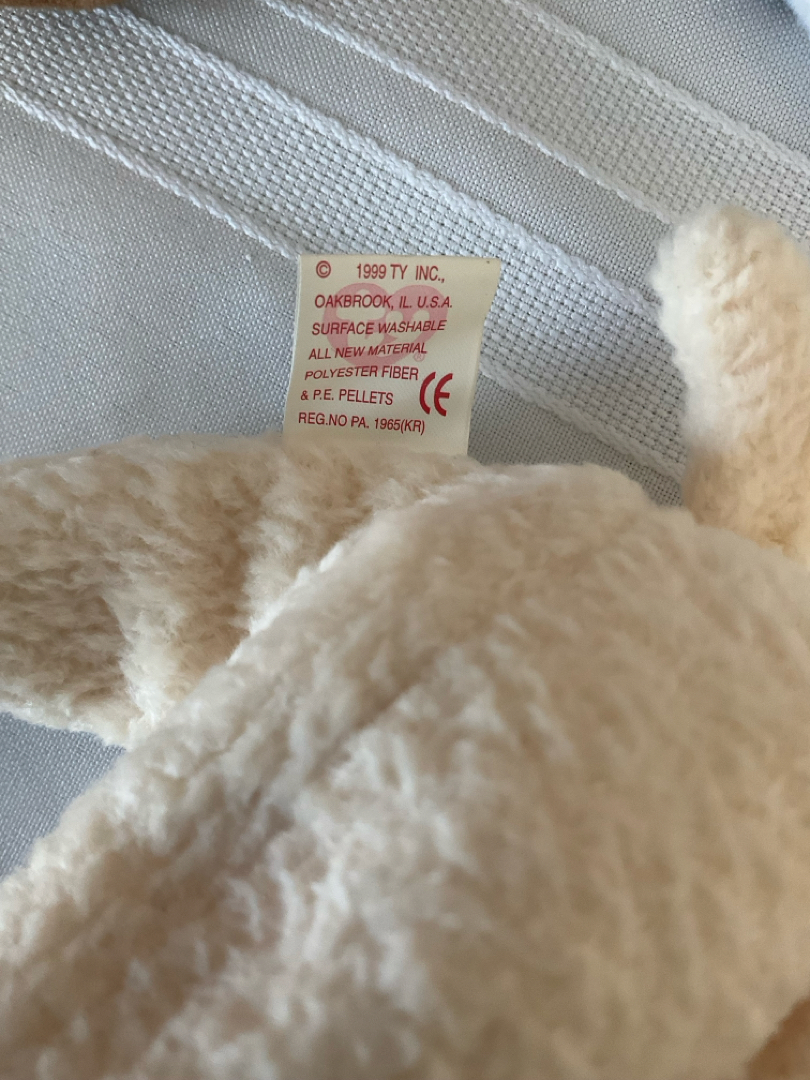 © 1999 TY INC.,
OAKBROOK, IL. U.S.A.
SURFACE WASHABLE
ALL NEW MATERIAL
POLYESTER FIBER
& P.E. PELLETS CE
REG.NO PA. 1965(KR)
ty®